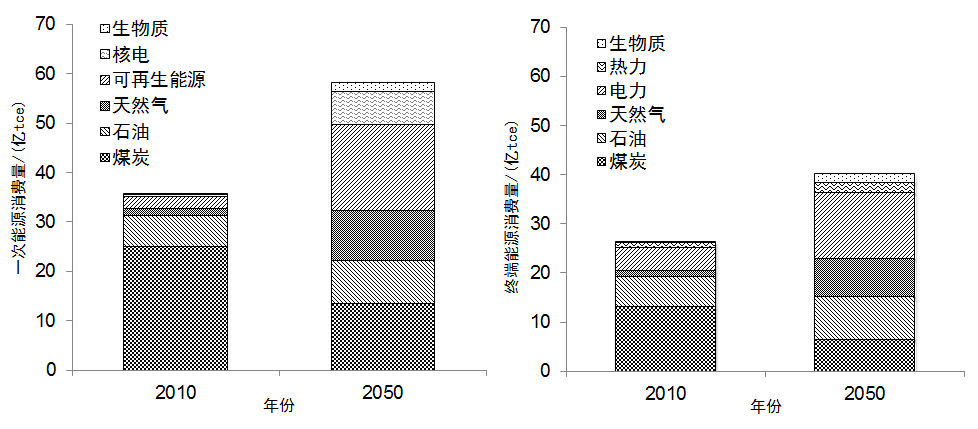 70
60
50
40
30
20
10
0
一次能源消费量/(亿tce)
生物质
核电
可再生能源
天然气
石油
煤炭
2010
2050
年份
70
60
50
40
30
20
10
0
终端能源消费量/(亿tce)
生物质
热力
电力
天然气
石油
煤炭
2010
2050
年份